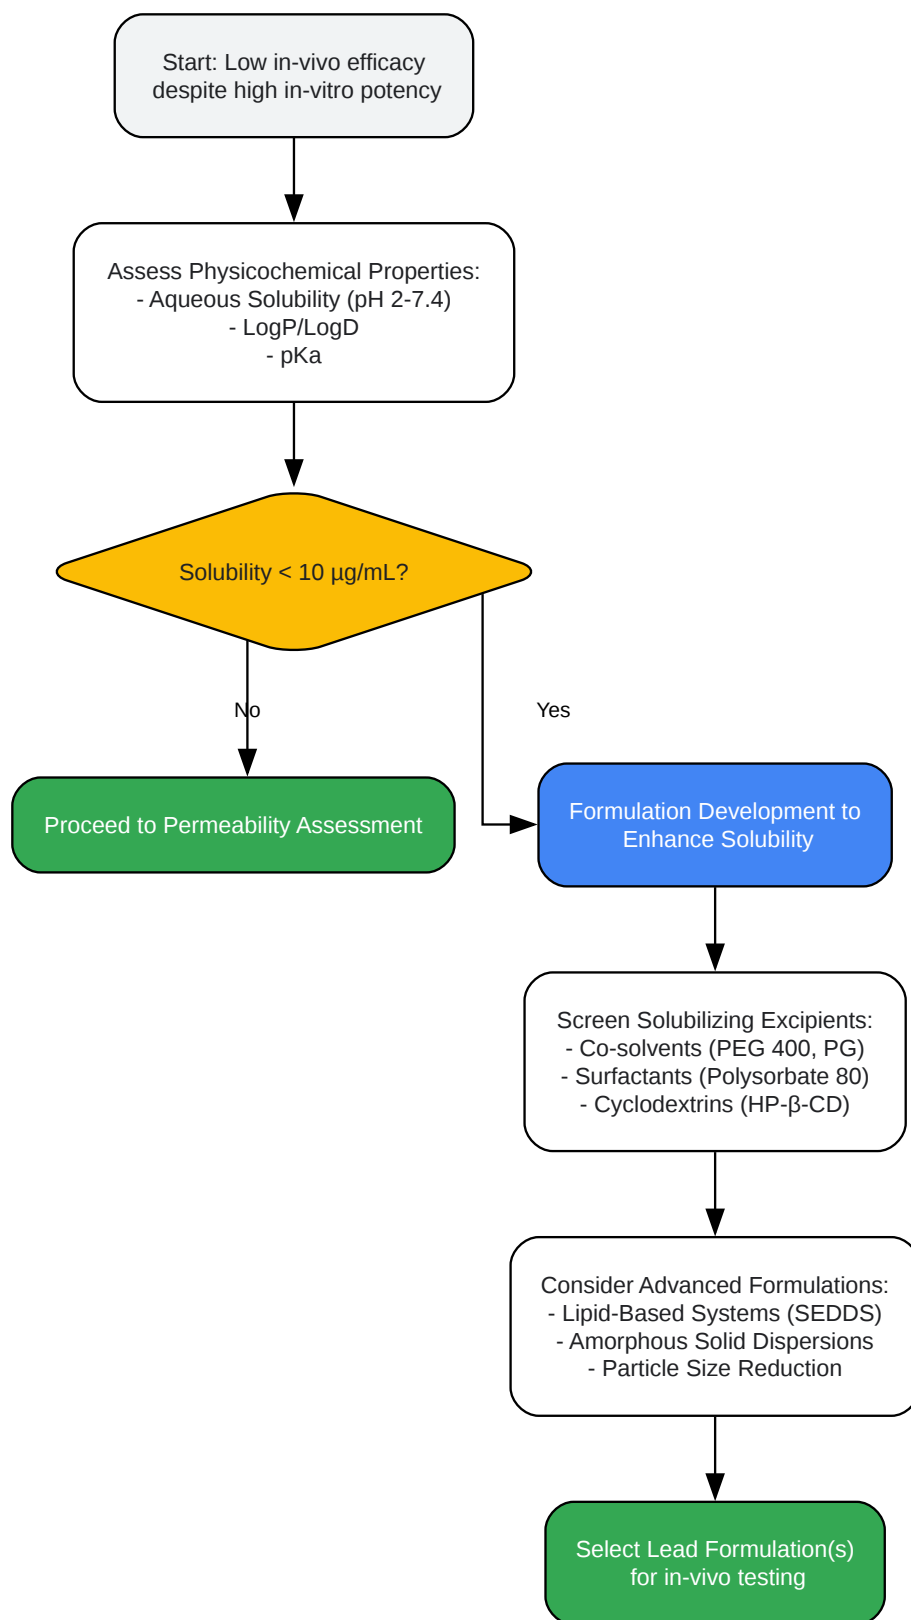 Start: Low in-vivo efficacy
despite high in-vitro potency
Assess Physicochemical Properties:
- Aqueous Solubility (pH 2-7.4)
- LogP/LogD
- pKa
Solubility < 10 µg/mL?
No
Yes
Proceed to Permeability Assessment
Formulation Development to
Enhance Solubility
Screen Solubilizing Excipients:
- Co-solvents (PEG 400, PG)
- Surfactants (Polysorbate 80)
- Cyclodextrins (HP-β-CD)
Consider Advanced Formulations:
- Lipid-Based Systems (SEDDS)
- Amorphous Solid Dispersions
- Particle Size Reduction
Select Lead Formulation(s)
for in-vivo testing